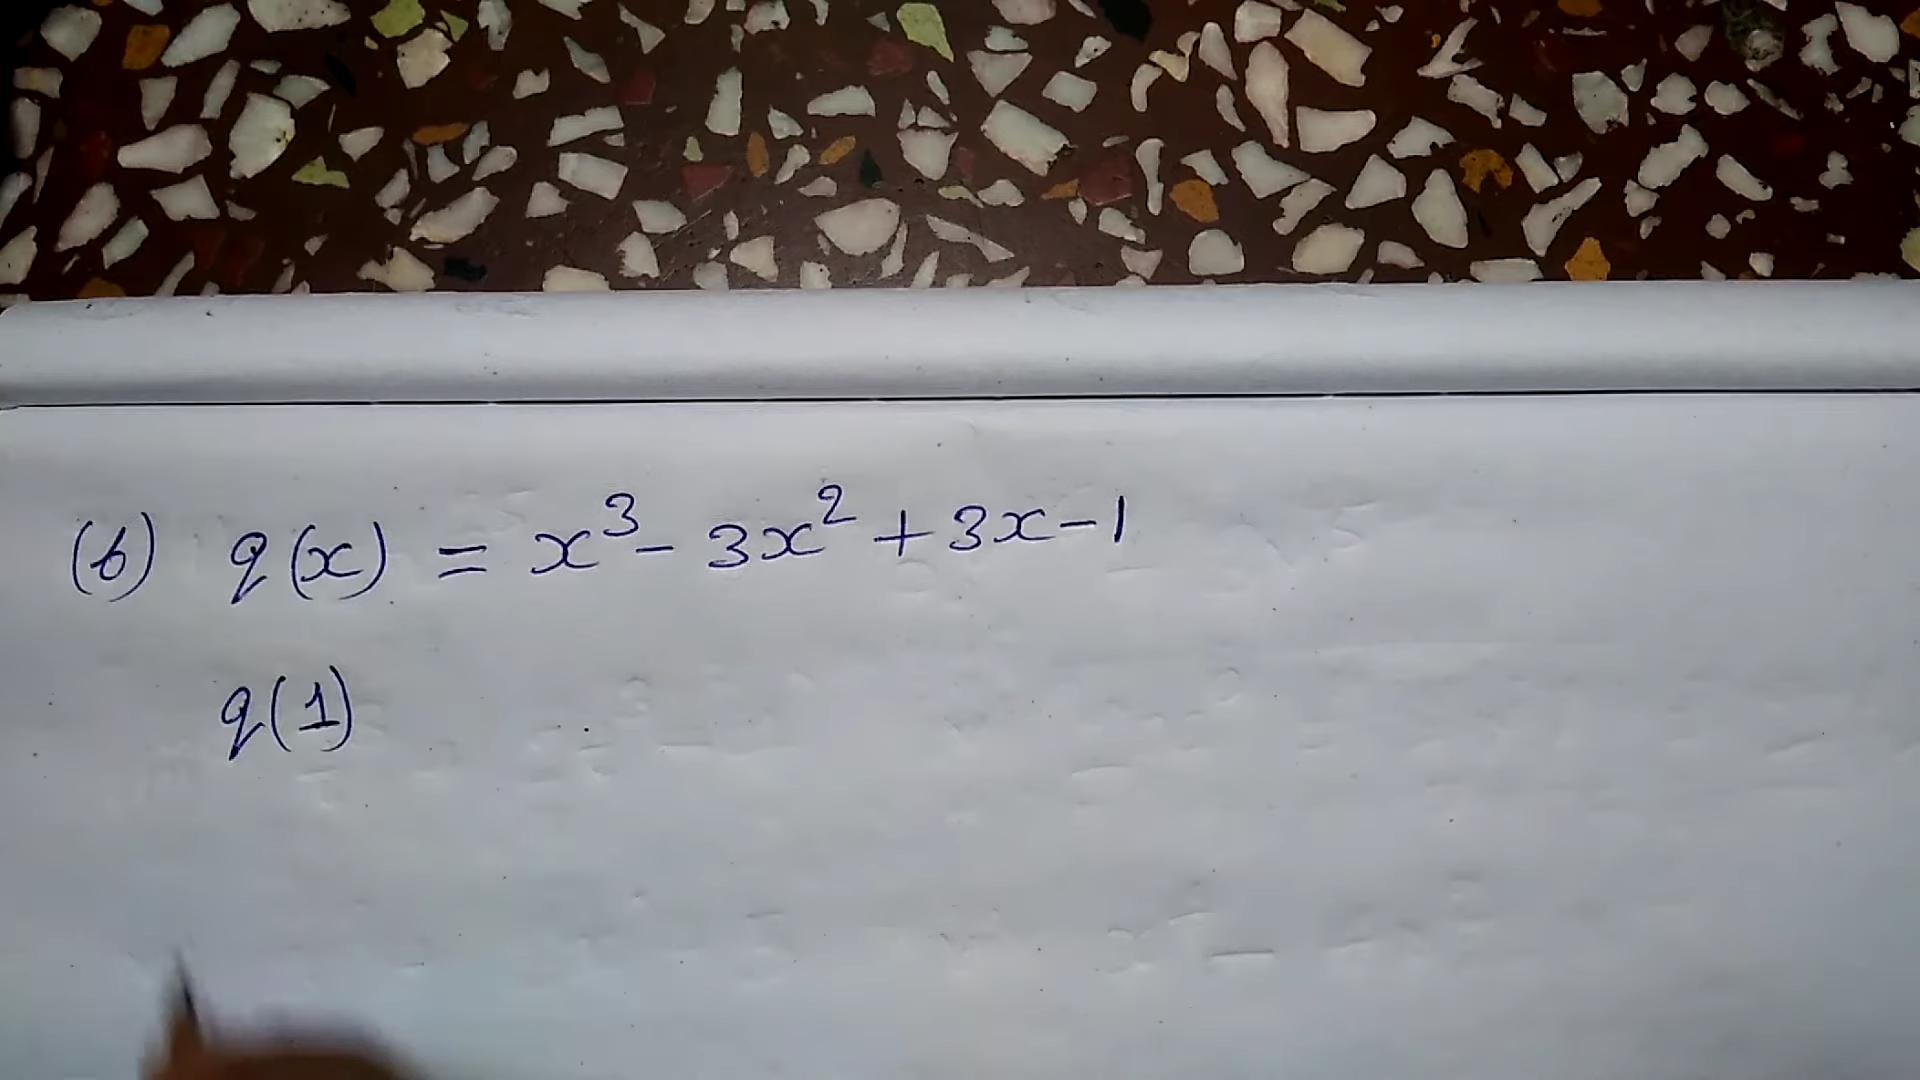 (b) q(x) = x³ - 3x² + 3x - 1
q(1)